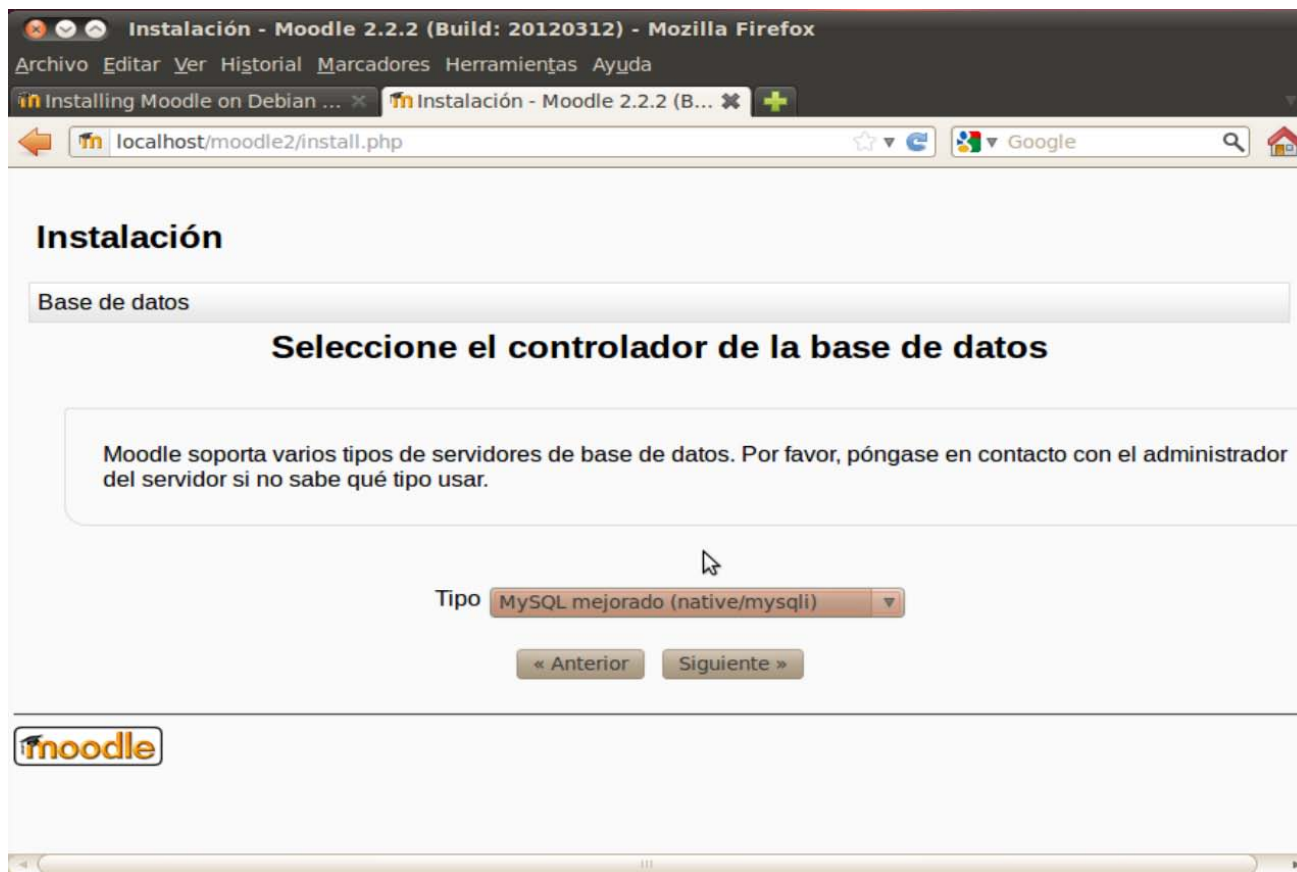 Instalación - Moodle 2.2.2 (Build: 20120312) - Mozilla Firefox
Archivo Editar Ver Historial Marcadores Herramientas Ayuda
Installing Moodle on Debian ... Instalación - Moodle 2.2.2 (B...
localhost/moodle2/install.php Google
Instalación
Base de datos
Seleccione el controlador de la base de datos
Moodle soporta varios tipos de servidores de base de datos. Por favor, póngase en contacto con el administrador
del servidor si no sabe qué tipo usar.
Tipo MySQL mejorado (native/mysqli)
« Anterior Siguiente »
moodle